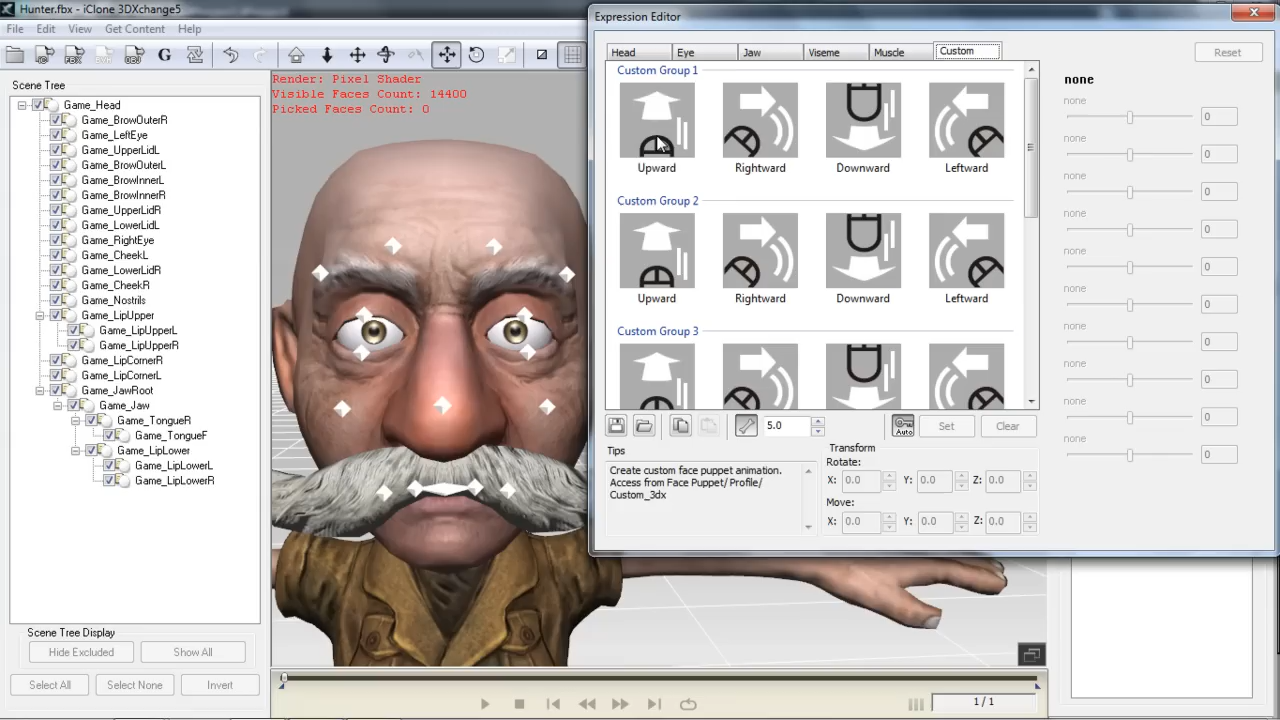 Hunter.fbx - iClone 3DXchange5
File Edit View Get Content Help
Scene Tree
Game_Head
Game_BrowOuterR
Game_LeftEye
Game_UpperLidL
Game_BrowOuterL
Game_BrowInnerL
Game_BrowInnerR
Game_UpperLidR
Game_LowerLidL
Game_RightEye
Game_CheekL
Game_LowerLidR
Game_CheekR
Game_Nostrils
Game_LipUpper
Game_LipUpperL
Game_LipUpperR
Game_LipCornerR
Game_LipCornerL
Game_JawRoot
Game_Jaw
Game_TongueR
Game_TongueF
Game_LipLower
Game_LipLowerL
Game_LipLowerR
Scene Tree Display
Hide Excluded Show All
Select All Select None Invert
Render: Pixel Shader
Visible Faces Count: 14400
Picked Faces Count: 0
1 / 1
Expression Editor
Head Eye Jaw Viseme Muscle Custom
Reset
Custom Group 1
Upward Rightward Downward Leftward
Custom Group 2
Upward Rightward Downward Leftward
Custom Group 3
5.0
Auto
Set Clear
Tips
Create custom face puppet animation.
Access from Face Puppet/ Profile/
Custom_3dx
Transform
Rotate:
X: 0.0 Y: 0.0 Z: 0.0
Move:
X: 0.0 Y: 0.0 Z: 0.0
none
none
0
none
0
none
0
none
0
none
0
none
0
none
0
none
0
none
0
none
0